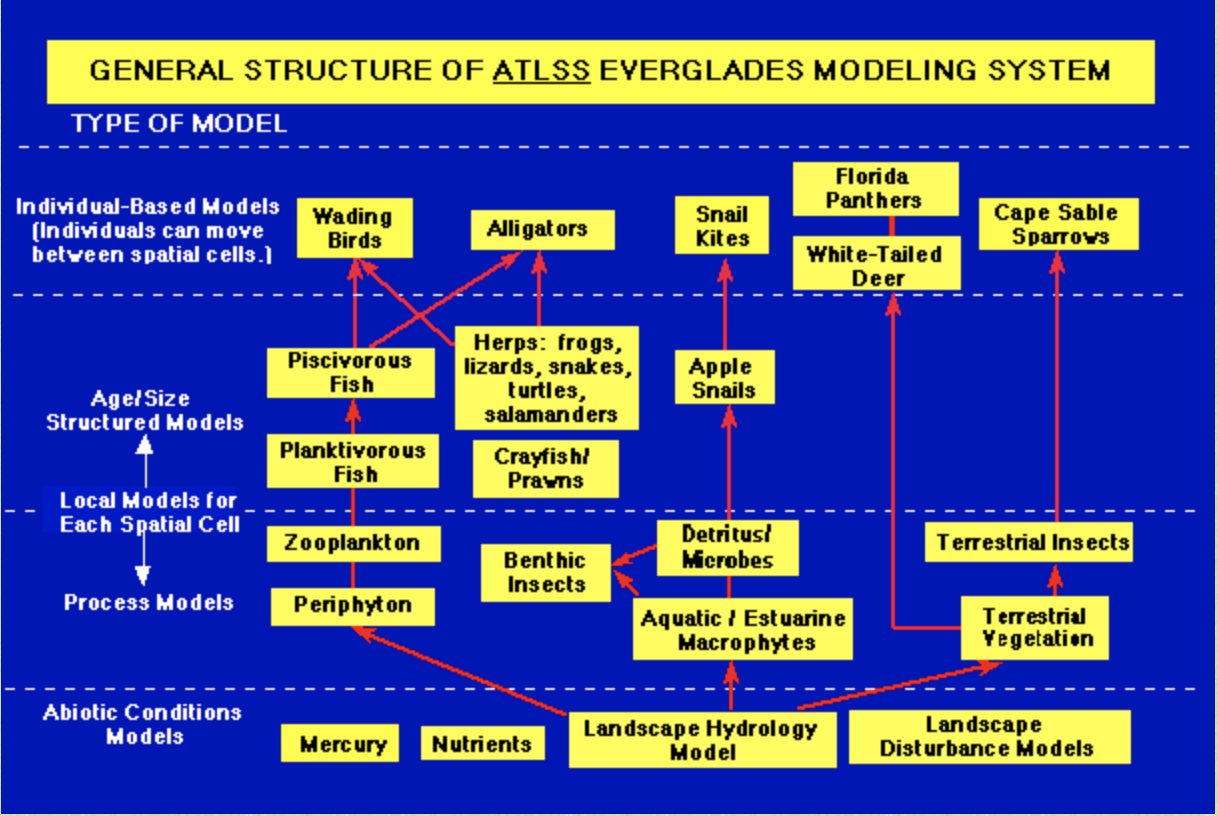 GENERAL STRUCTURE OF ATLSS EVERGLADES MODELING SYSTEM
TYPE OF MODEL
Individual-Based Models
(Individuals can move
between spatial cells.)
Wading
Birds
Alligators
Snail
Kites
Florida
Panthers
White-Tailed
Deer
Cape Sable
Sparrows
Age/Size
Structured Models
Local Models for
Each Spatial Cell
Process Models
Piscivorous
Fish
Herps: frogs,
lizards, snakes,
turtles,
salamanders
Apple
Snails
Planktivorous
Fish
Crayfish/
Prawns
Zooplankton
Benthic
Insects
Detritus/
Microbes
Terrestrial Insects
Periphyton
Aquatic / Estuarine
Macrophytes
Terrestrial
Vegetation
Abiotic Conditions
Models
Mercury
Nutrients
Landscape Hydrology
Model
Landscape
Disturbance Models